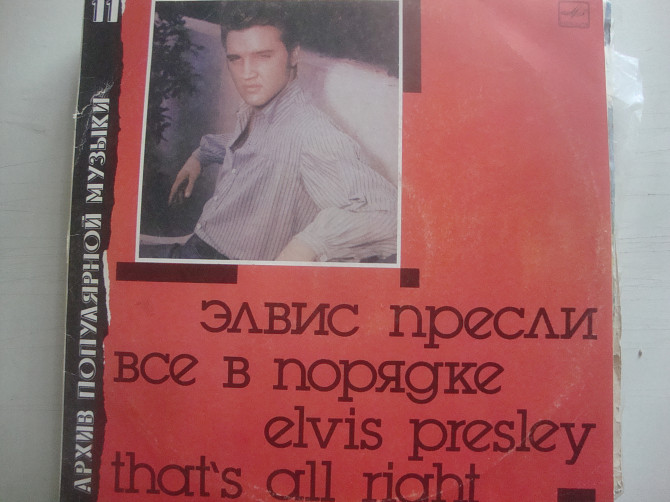 11
АРХИВ ПОПУЛЯРНОЙ МУЗЫКИ
ЭЛВИС ПРЕСЛИ
ВСЕ В ПОРЯДКЕ
elvis presley
that's all right